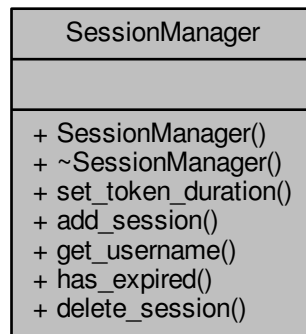 SessionManager
+ SessionManager()
+ ~SessionManager()
+ set_token_duration()
+ add_session()
+ get_username()
+ has_expired()
+ delete_session()